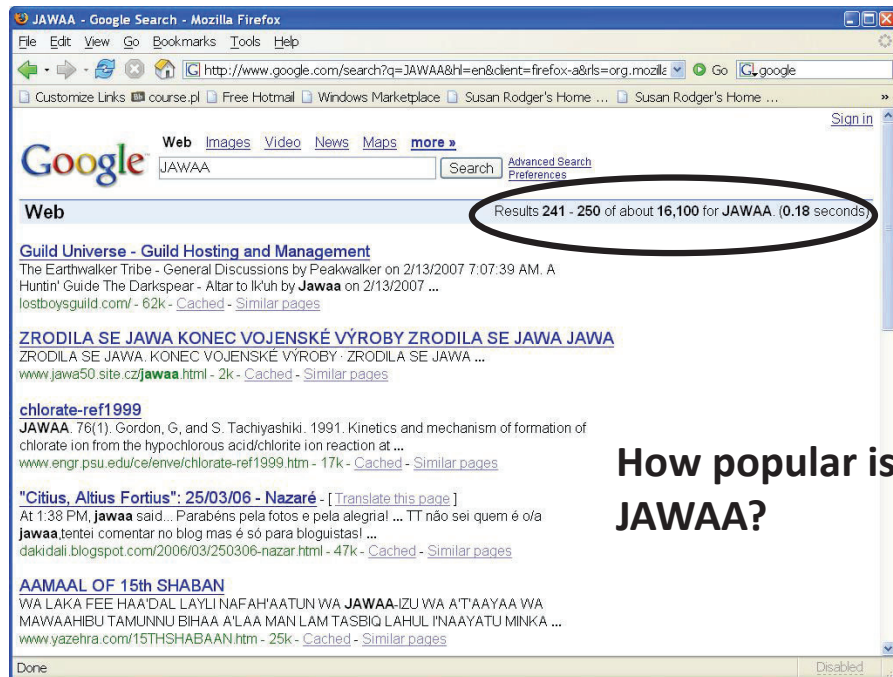 JAWAA - Google Search - Mozilla Firefox
File Edit View Go Bookmarks Tools Help
http://www.google.com/search?q=JAWAA&hl=en&client=firefox-a&rls=org.mozilla Go google
Customize Links course.pl Free Hotmail Windows Marketplace Susan Rodger's Home ... Susan Rodger's Home ... »
Sign in
Google
Web Images Video News Maps more »
JAWAA Search Advanced Search
Preferences
Web Results 241 - 250 of about 16,100 for JAWAA. (0.18 seconds)
Guild Universe - Guild Hosting and Management
The Earthwalker Tribe - General Discussions by Peakwalker on 2/13/2007 7:07:39 AM. A
Huntin' Guide The Darkspear - Altar to Ik'uh by Jawaa on 2/13/2007 ...
lostboysguild.com/ - 62k - Cached - Similar pages
ZRODILA SE JAWA KONEC VOJENSKÉ VÝROBY ZRODILA SE JAWA JAWA
ZRODILA SE JAWA. KONEC VOJENSKÉ VÝROBY · ZRODILA SE JAWA ...
www.jawa50.site.cz/jawaa.html - 2k - Cached - Similar pages
chlorate-ref1999
JAWAA. 76(1). Gordon, G, and S. Tachiyashiki. 1991. Kinetics and mechanism of formation of
chlorate ion from the hypochlorous acid/chlorite ion reaction at ...
www.engr.psu.edu/ce/enve/chlorate-ref1999.htm - 17k - Cached - Similar pages
How popular is
JAWAA?
"Citius, Altius Fortius": 25/03/06 - Nazaré - [ Translate this page ]
At 1:38 PM, jawaa said... Parabéns pela fotos e pela alegria! ... TT não sei quem é o/a
jawaa,tentei comentar no blog mas é só para bloguistas! ...
dakidali.blogspot.com/2006/03/250306-nazar.html - 47k - Cached - Similar pages
AAMAAL OF 15th SHABAN
WA LAKA FEE HAA'DAL LAYLI NAFAH'AATUN WA JAWAA-IZU WA A'T'AAYAA WA
MAWAAHIBU TAMUNNU BIHAA A'LAA MAN LAM TASBIQ LAHUL I'NAAYATU MINKA ...
www.yazehra.com/15THSHABAAN.htm - 25k - Cached - Similar pages
Done Disabled